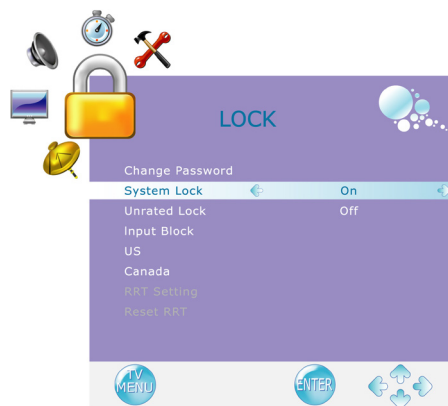 LOCK
Change Password
System Lock On
Unrated Lock Off
Input Block
US
Canada
RRT Setting
Reset RRT
TV
MENU
ENTER